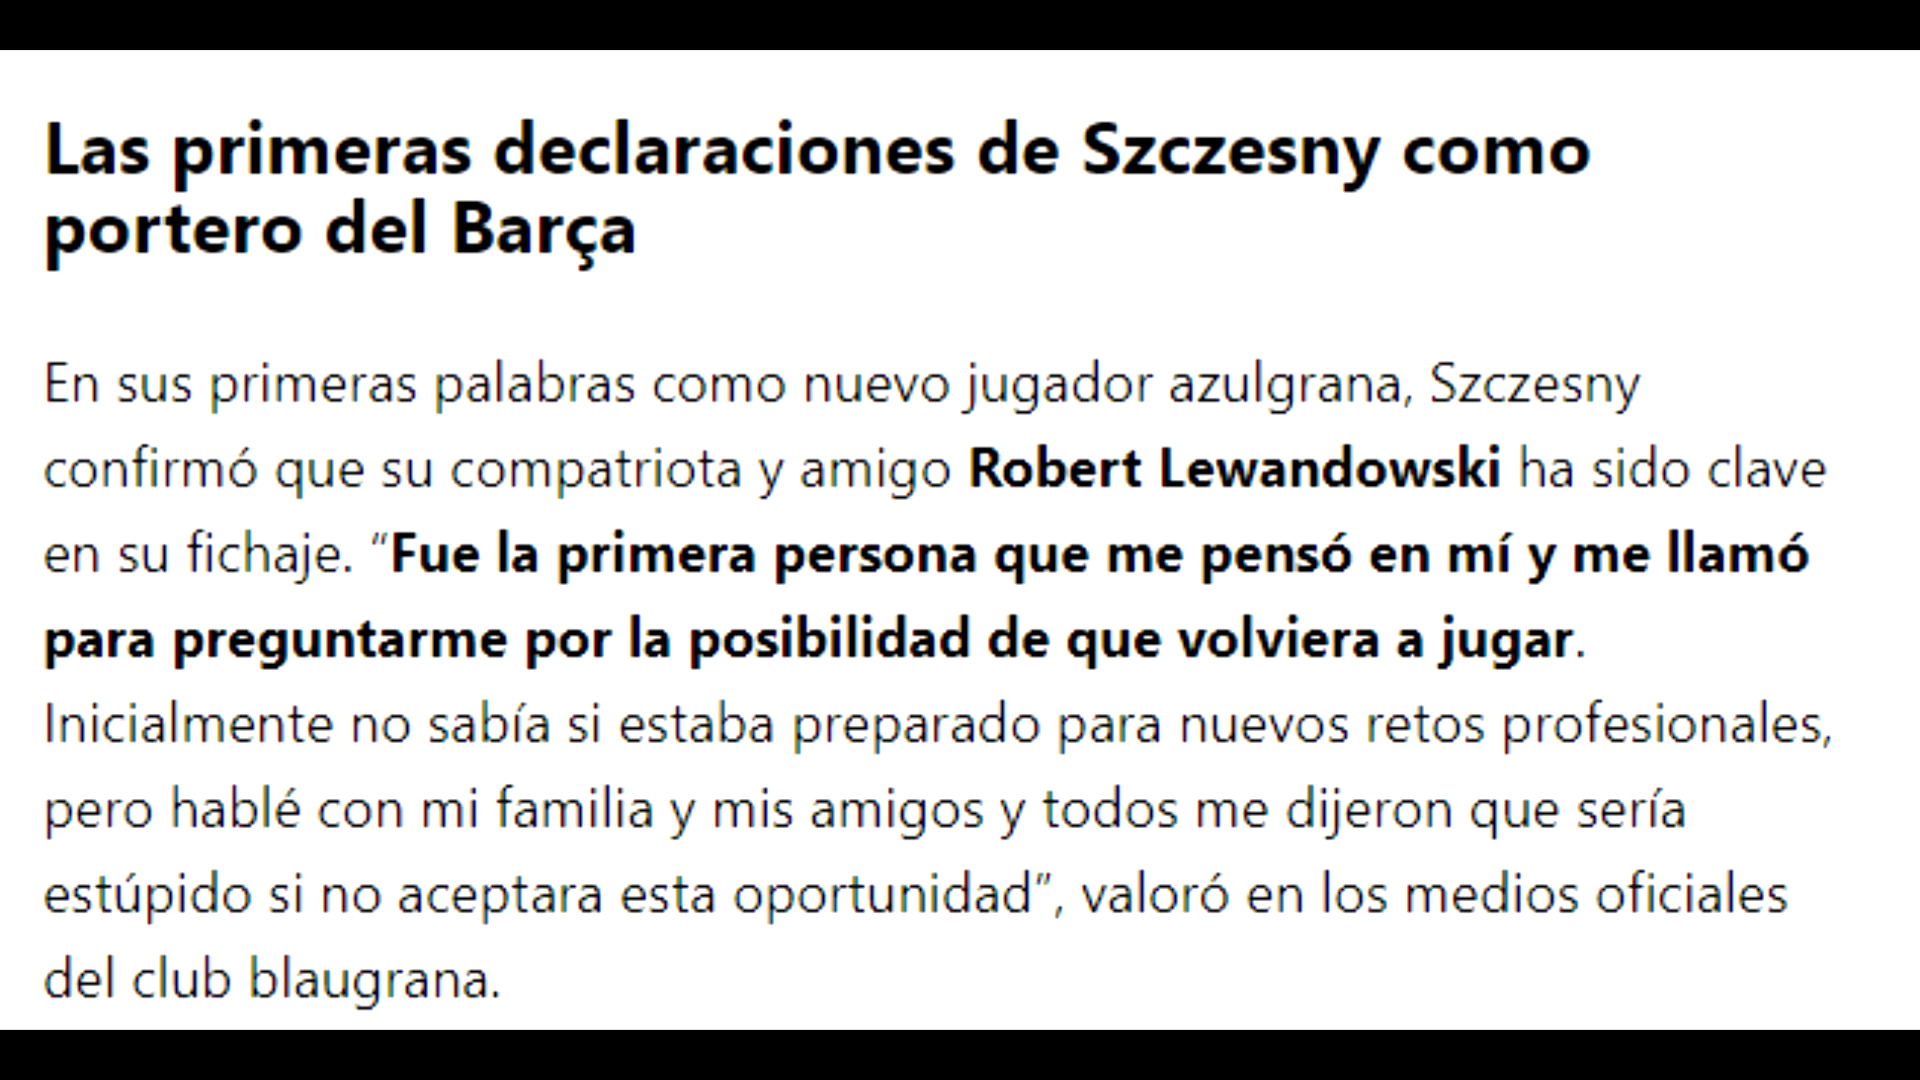 Las primeras declaraciones de Szczesny como
portero del Barça
En sus primeras palabras como nuevo jugador azulgrana, Szczesny
confirmó que su compatriota y amigo Robert Lewandowski ha sido clave
en su fichaje. “Fue la primera persona que me pensó en mí y me llamó
para preguntarme por la posibilidad de que volviera a jugar.
Inicialmente no sabía si estaba preparado para nuevos retos profesionales,
pero hablé con mi familia y mis amigos y todos me dijeron que sería
estúpido si no aceptara esta oportunidad”, valoró en los medios oficiales
del club blaugrana.